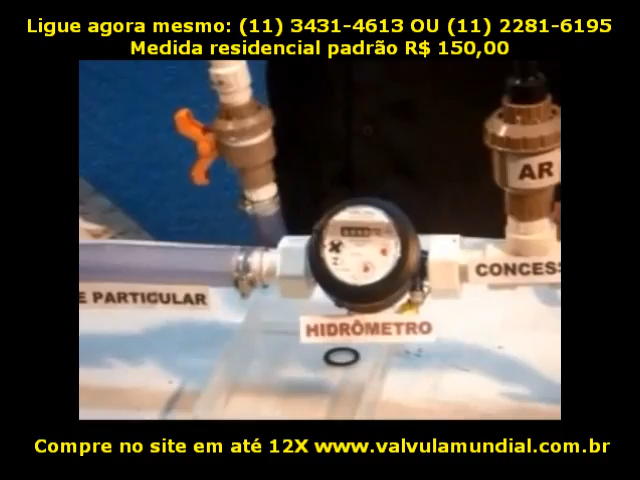 Ligue agora mesmo: (11) 3431-4613 OU (11) 2281-6195
Medida residencial padrão R$ 150,00
AR
CONCESS
E PARTICULAR
HIDRÔMETRO
Compre no site em até 12X www.valvulamundial.com.br